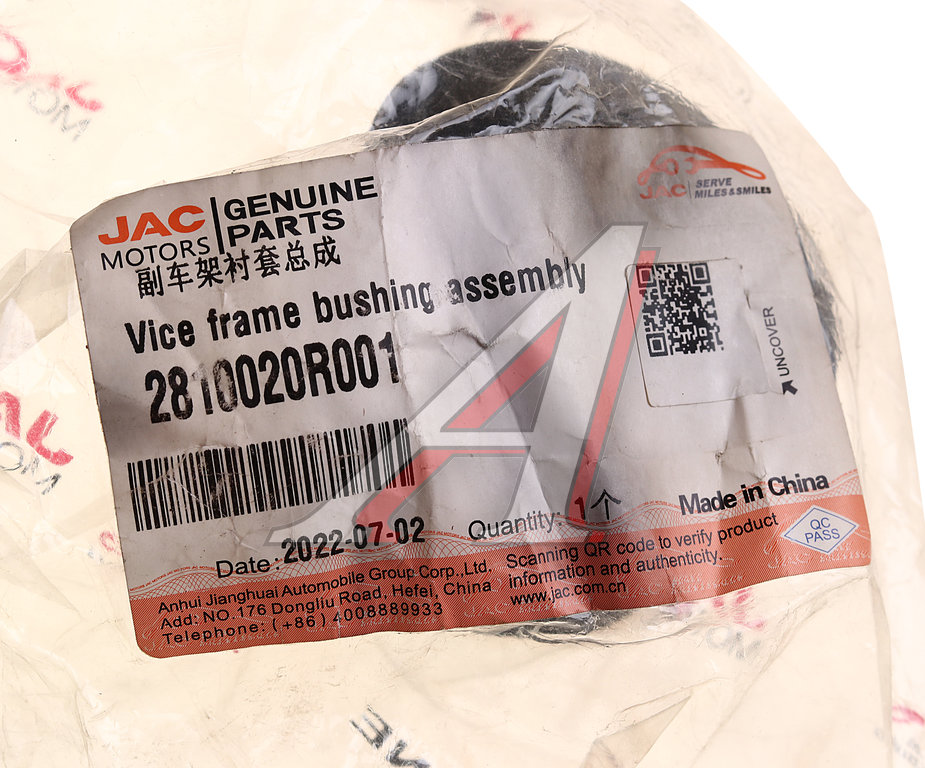 JAC
MOTORS
GENUINE
PARTS
副车架衬套总成
Vice frame bushing assembly
2810020R001
JAC
SERVE
MILES & SMILES
UNCOVER
Date: 2022-07-02
Quantity: 1个
Made in China
QC
PASS
Anhui Jianghuai Automobile Group Corp., Ltd.
Add: NO. 176 Dongliu Road, Hefei, China
Telephone: (+86) 4008889933
Scanning QR code to verify product
information and authenticity.
www.jac.com.cn